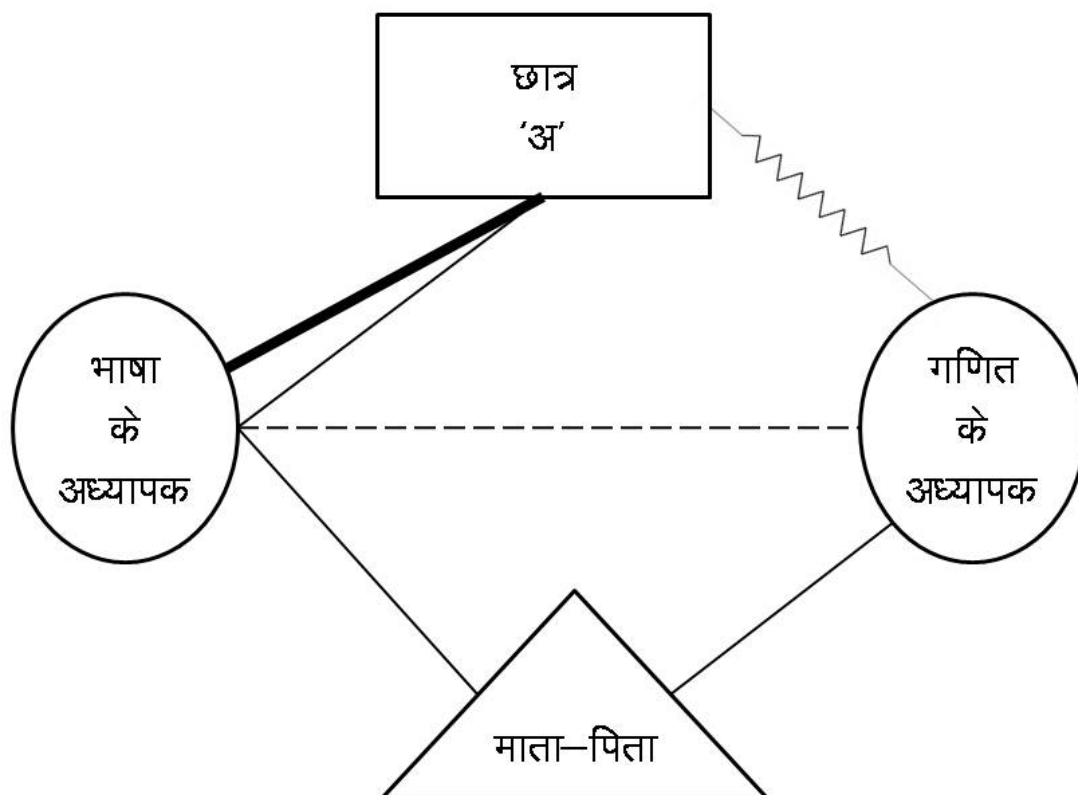 छात्र
‘अ’
भाषा
के
अध्यापक
गणित
के
अध्यापक
माता–पिता